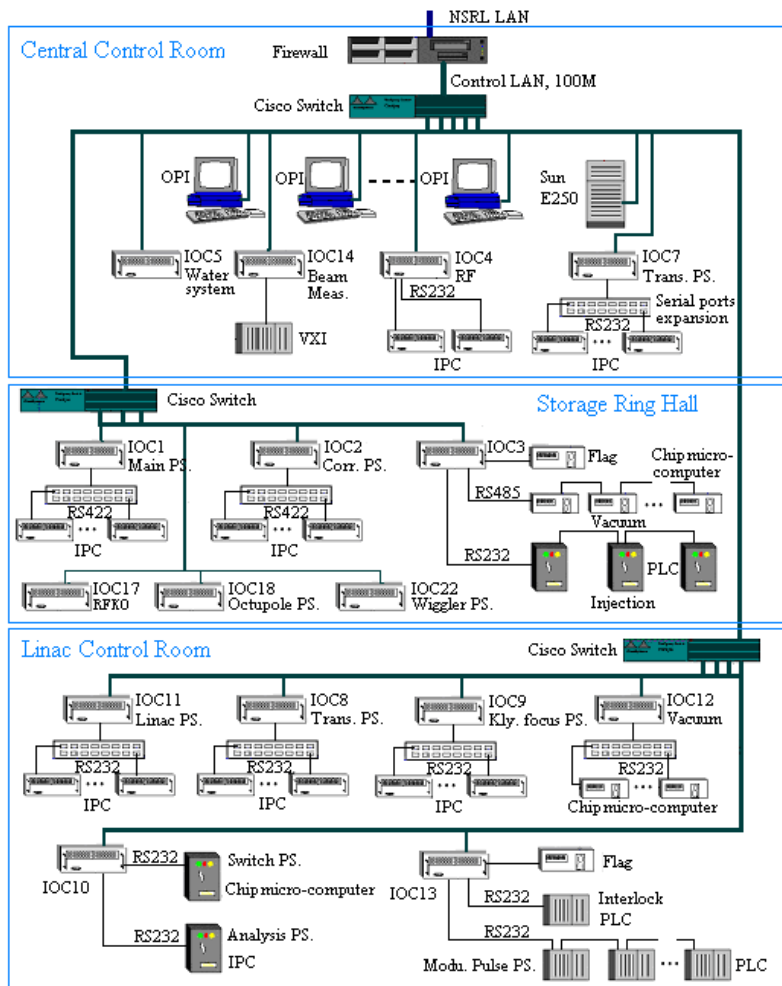 NSRL LAN
Central Control Room
Firewall
Control LAN, 100M
Cisco Switch
OPI
OPI
OPI
Sun
E250
IOC5
Water
system
IOC14
Beam
Meas.
VXI
IOC4
RF
RS232
IPC
IOC7
Trans. PS.
Serial ports
expansion
RS232
IPC
Cisco Switch
Storage Ring Hall
IOC1
Main PS.
RS422
IPC
IOC2
Corr. PS.
RS422
IPC
IOC3
Flag
Chip micro-
computer
RS485
Vacuum
RS232
PLC
Injection
IOC17
RFKO
IOC18
Octupole PS.
IOC22
Wiggler PS.
Linac Control Room
Cisco Switch
IOC11
Linac PS.
RS232
IPC
IOC8
Trans. PS.
RS232
IPC
IOC9
Kly. focus PS.
RS232
IPC
IOC12
Vacuum
RS232
Chip micro-computer
IOC10
RS232
Switch PS.
Chip micro-computer
RS232
Analysis PS.
IPC
IOC13
Flag
RS232
Interlock
PLC
RS232
Modu. Pulse PS.
PLC